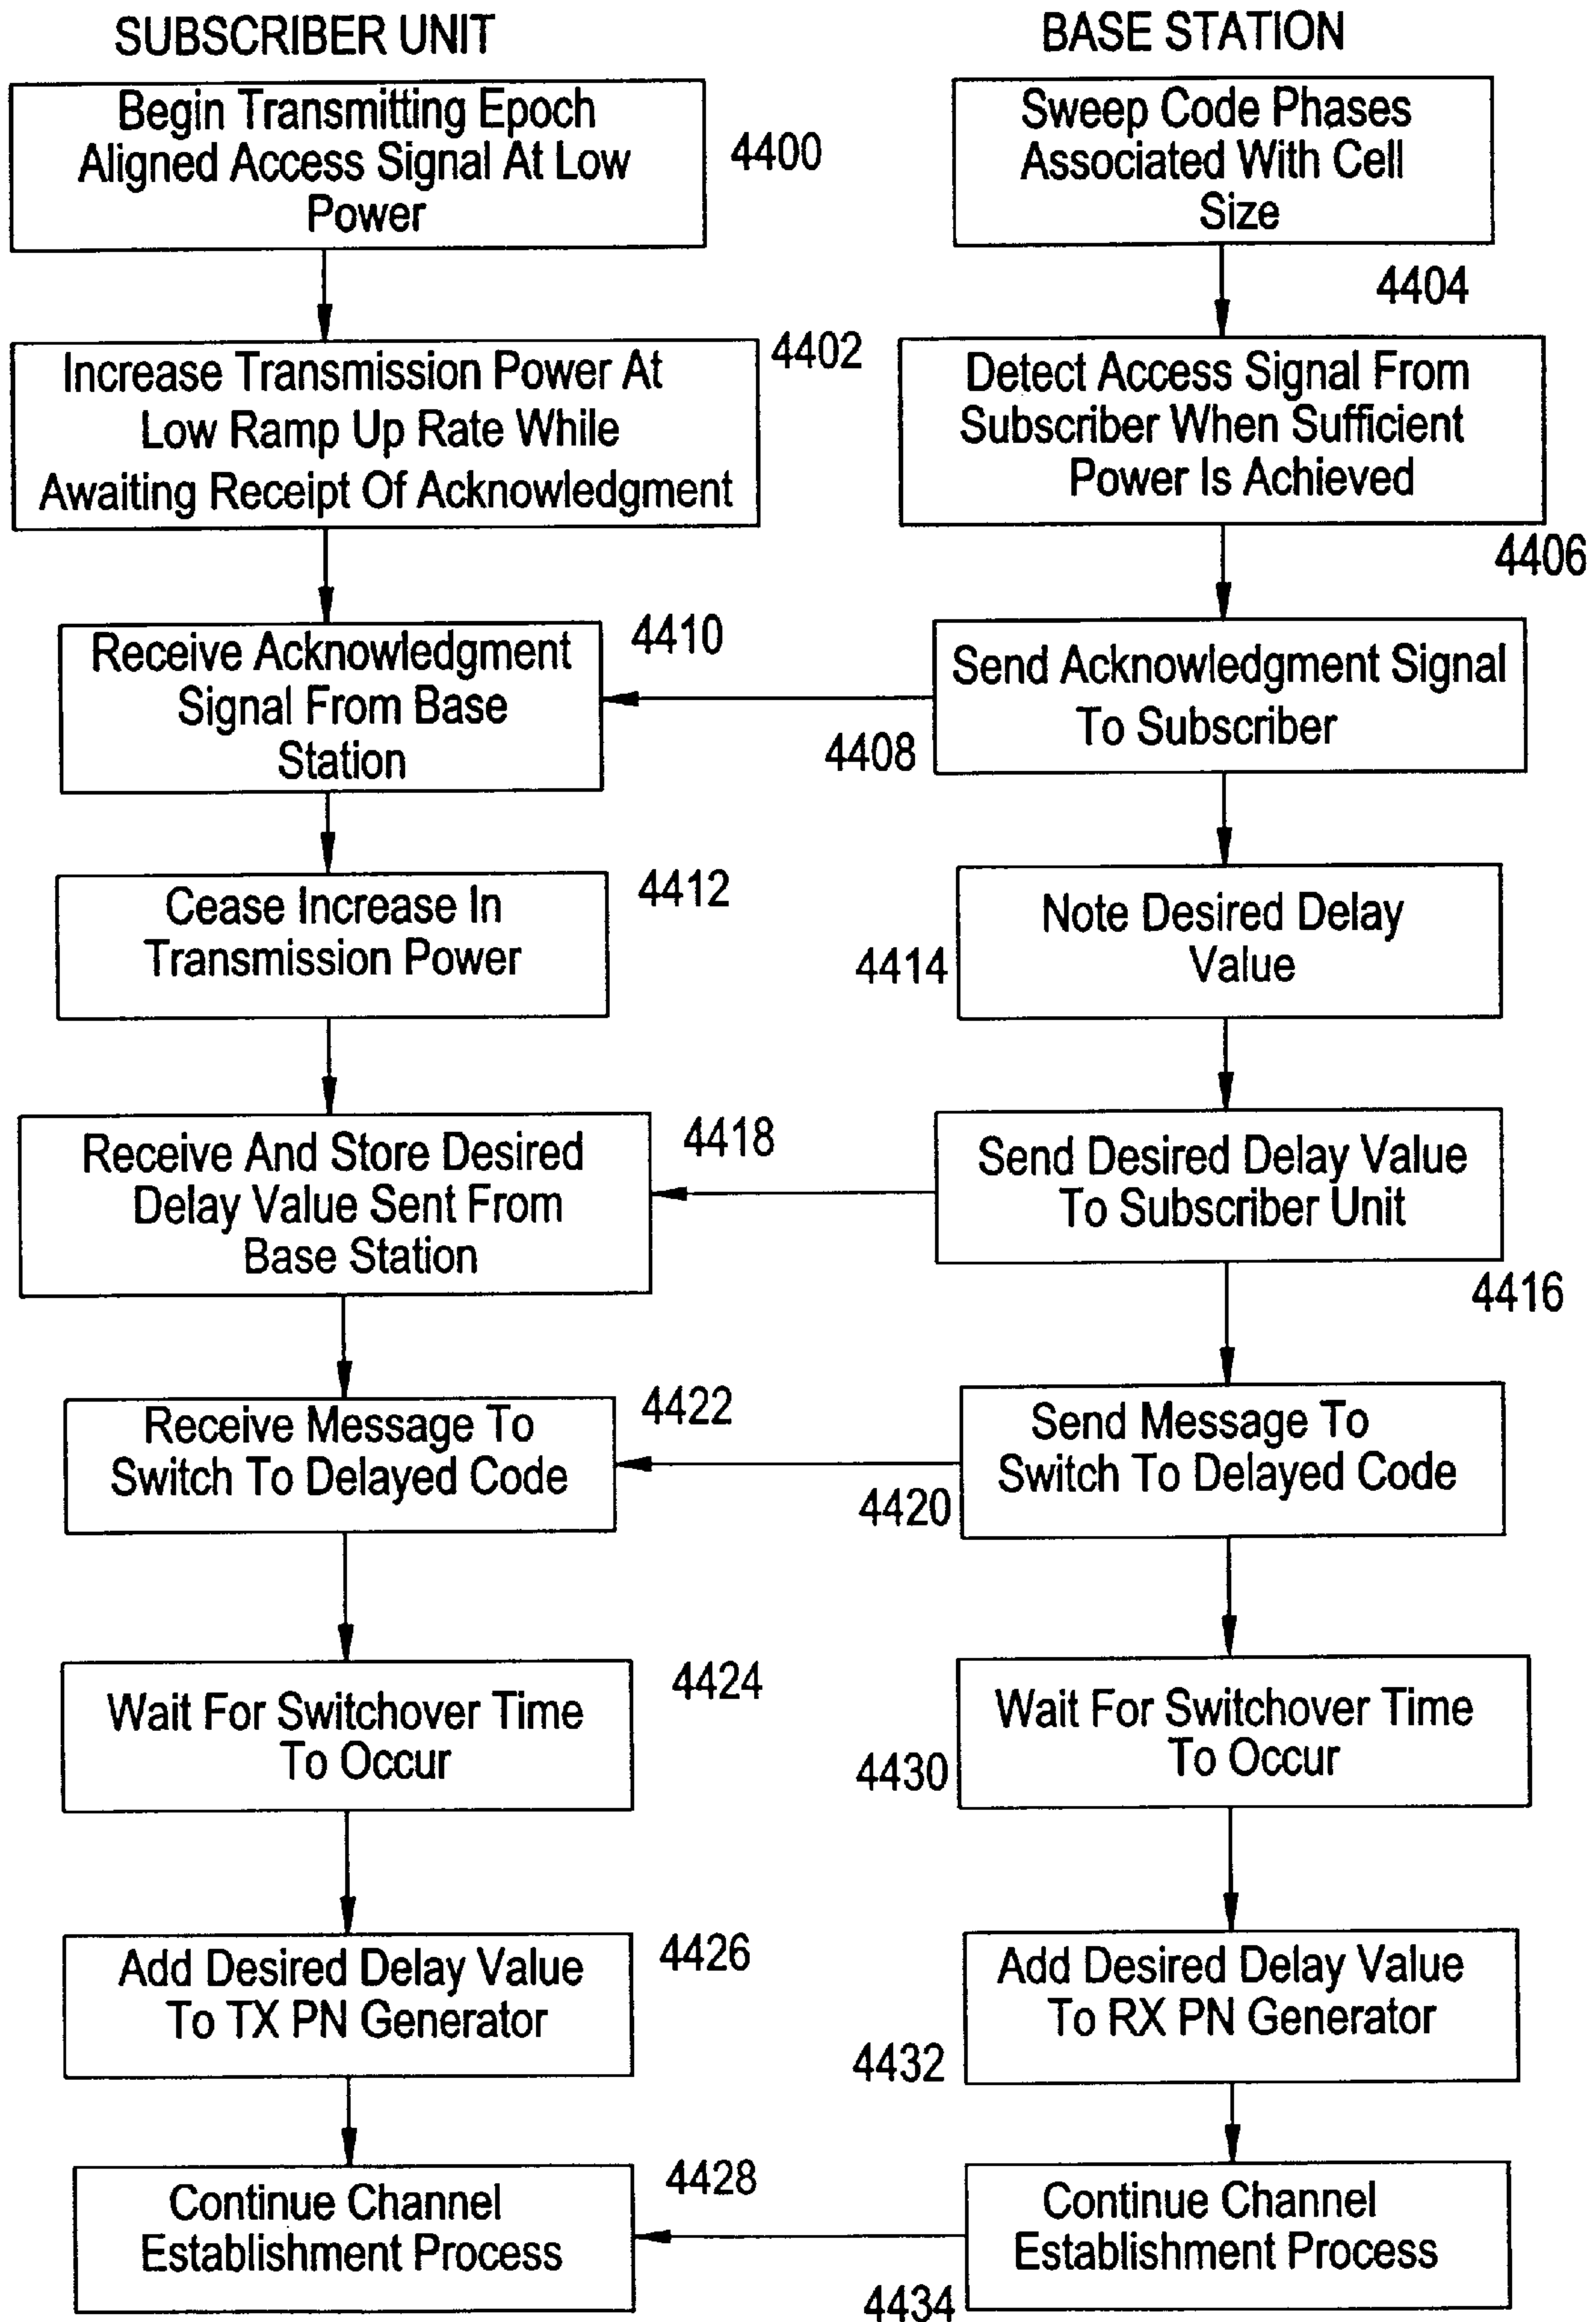 SUBSCRIBER UNIT
BASE STATION
Begin Transmitting Epoch
Aligned Access Signal At Low
Power
4400
Sweep Code Phases
Associated With Cell
Size
4404
Increase Transmission Power At
Low Ramp Up Rate While
Awaiting Receipt Of Acknowledgment
4402
Detect Access Signal From
Subscriber When Sufficient
Power Is Achieved
4406
Receive Acknowledgment
Signal From Base
Station
4410
Send Acknowledgment Signal
To Subscriber
4408
Cease Increase In
Transmission Power
4412
Note Desired Delay
Value
4414
Receive And Store Desired
Delay Value Sent From
Base Station
4418
Send Desired Delay Value
To Subscriber Unit
4416
Receive Message To
Switch To Delayed Code
4422
Send Message To
Switch To Delayed Code
4420
Wait For Switchover Time
To Occur
4424
Wait For Switchover Time
To Occur
4430
Add Desired Delay Value
To TX PN Generator
4426
Add Desired Delay Value
To RX PN Generator
4432
Continue Channel
Establishment Process
4428
Continue Channel
Establishment Process
4434